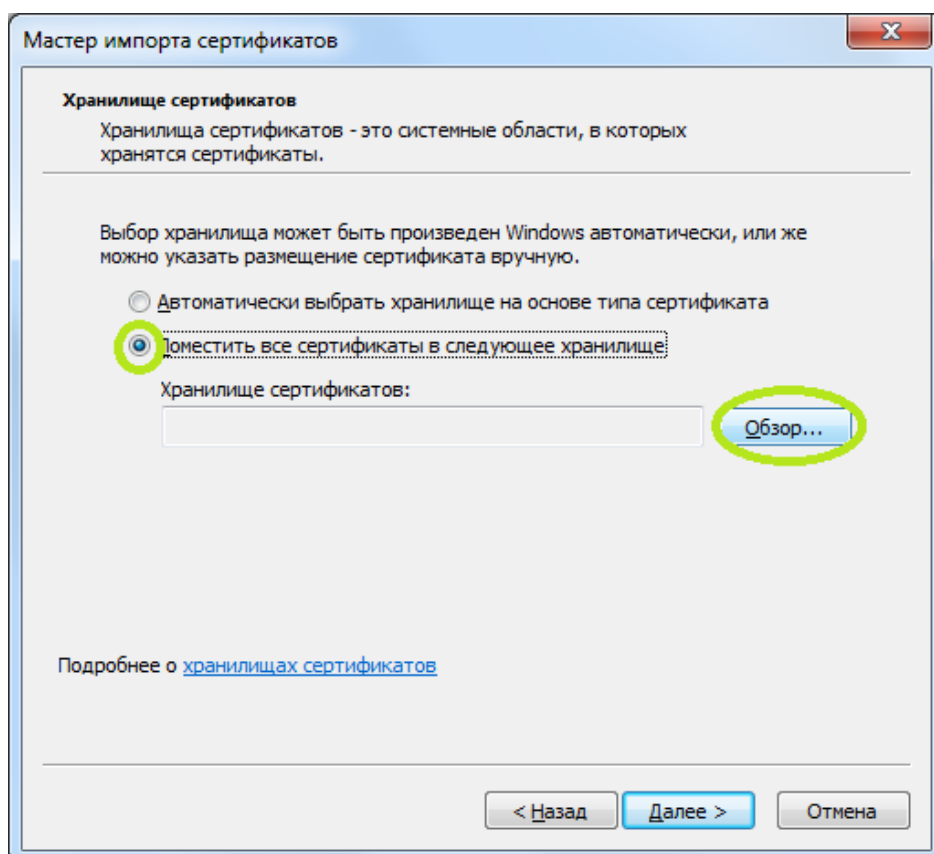 Мастер импорта сертификатов
Хранилище сертификатов
Хранилища сертификатов - это системные области, в которых
хранятся сертификаты.
Выбор хранилища может быть произведен Windows автоматически, или же
можно указать размещение сертификата вручную.
Автоматически выбрать хранилище на основе типа сертификата
Поместить все сертификаты в следующее хранилище
Хранилище сертификатов:
Обзор...
Подробнее о хранилищах сертификатов
< Назад
Далее >
Отмена